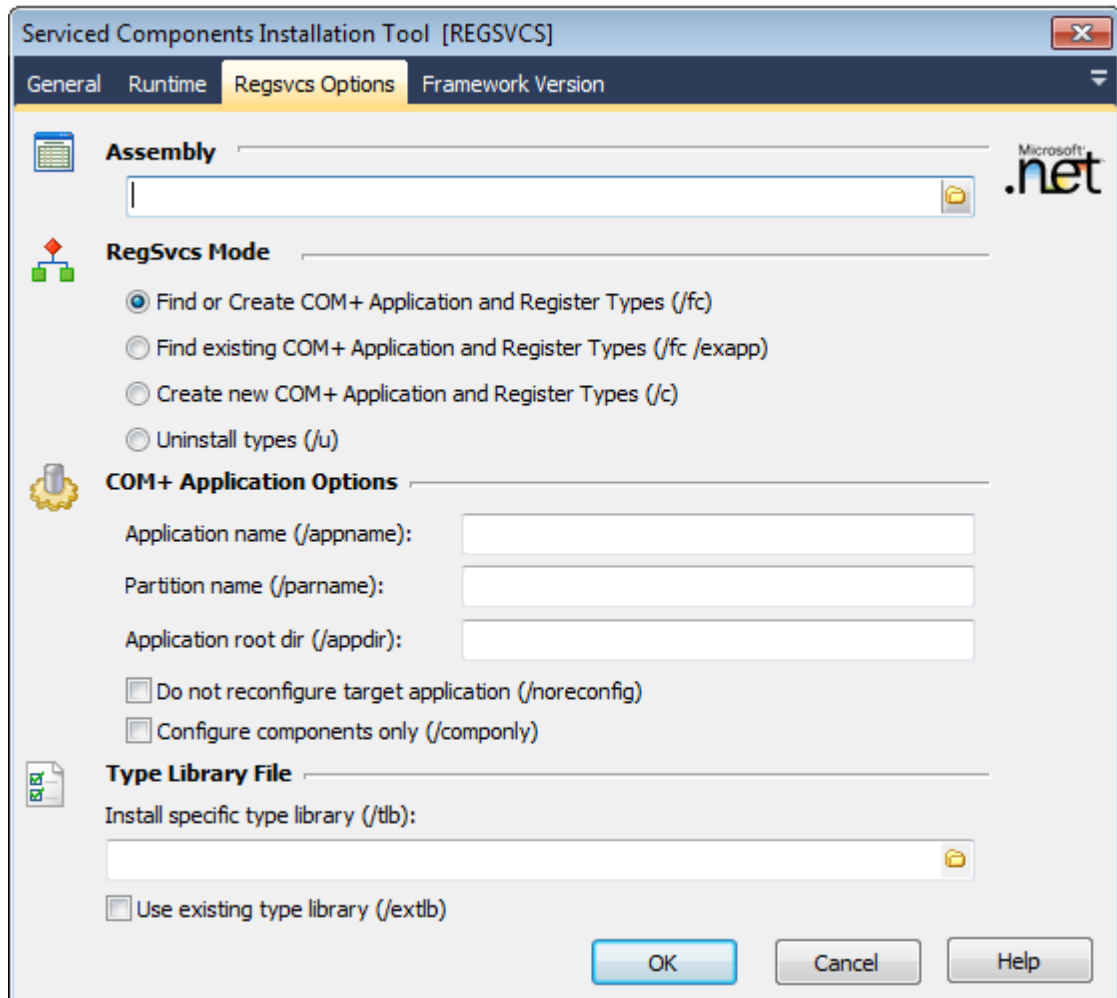 Serviced Components Installation Tool [REGSVCS]
General Runtime Regsvcs Options Framework Version
Assembly
Microsoft
.net
RegSvcs Mode
Find or Create COM+ Application and Register Types (/fc)
Find existing COM+ Application and Register Types (/fc /exapp)
Create new COM+ Application and Register Types (/c)
Uninstall types (/u)
COM+ Application Options
Application name (/appname):
Partition name (/parname):
Application root dir (/appdir):
Do not reconfigure target application (/noreconfig)
Configure components only (/componly)
Type Library File
Install specific type library (/tlb):
Use existing type library (/extlb)
OK Cancel Help